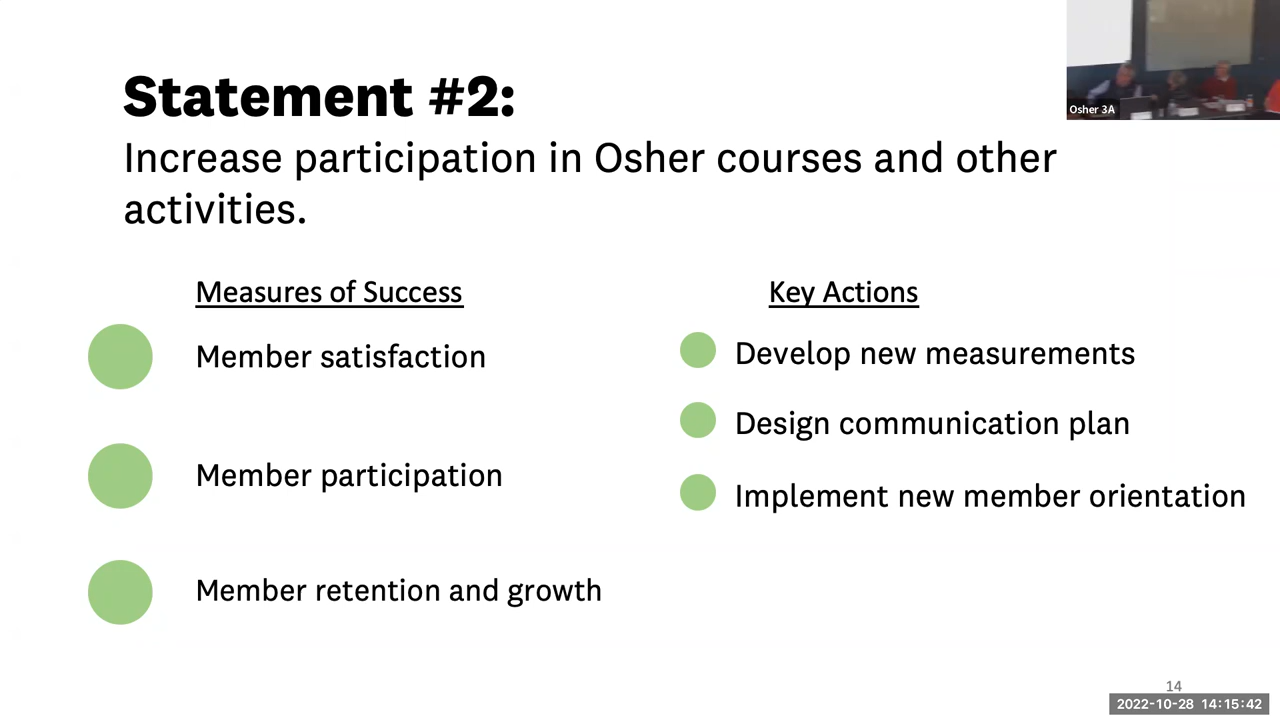 Statement #2:
Increase participation in Osher courses and other
activities.
Measures of Success
Member satisfaction
Member participation
Member retention and growth
Key Actions
Develop new measurements
Design communication plan
Implement new member orientation
Osher 3A
14
2022-10-28 14:15:42